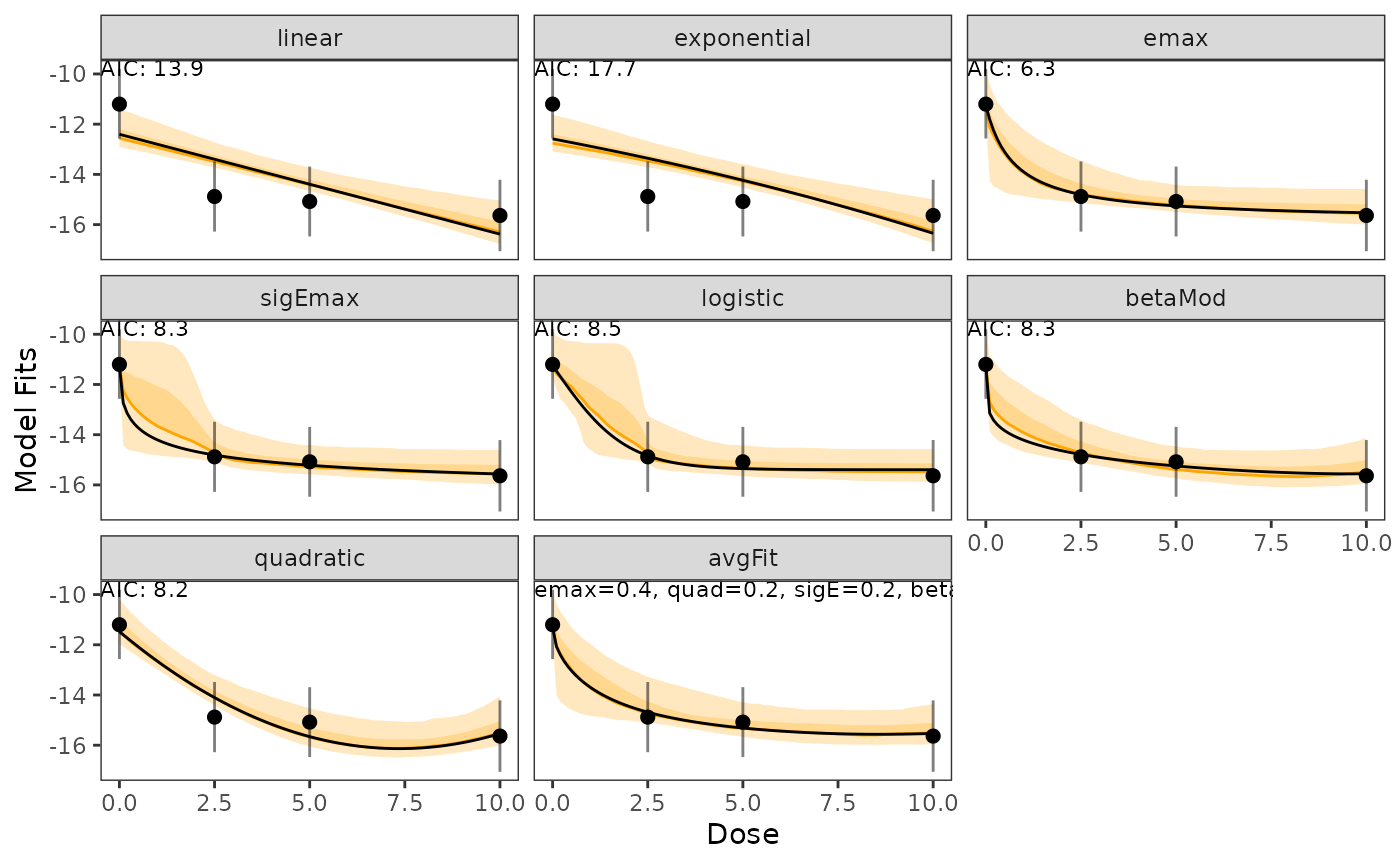 linear
exponential
emax
AIC: 13.9
AIC: 17.7
AIC: 6.3
-10
-12
-14
-16
sigEmax
logistic
betaMod
AIC: 8.3
AIC: 8.5
AIC: 8.3
-10
-12
-14
-16
Model Fits
0.0 2.5 5.0 7.5 10.0
quadratic
avgFit
AIC: 8.2
emax=0.4, quad=0.2, sigE=0.2, beta
-10
-12
-14
-16
0.0 2.5 5.0 7.5 10.0
0.0 2.5 5.0 7.5 10.0
Dose